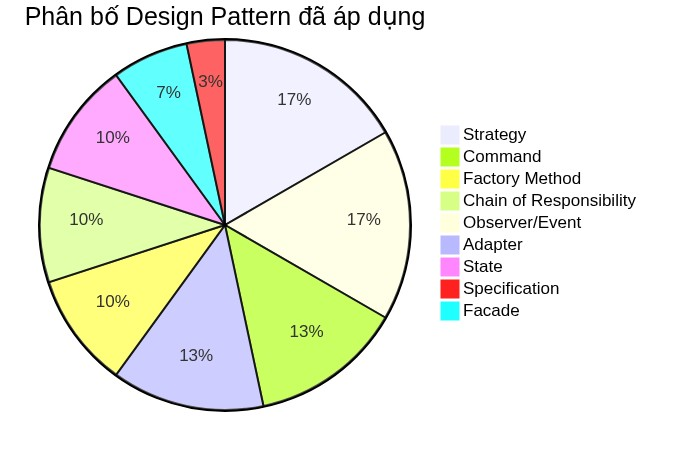 Phân bố Design Pattern đã áp dụng
3%
7%
17%
10%
17%
10%
10%
13%
13%
Strategy
Command
Factory Method
Chain of Responsibility
Observer/Event
Adapter
State
Specification
Facade